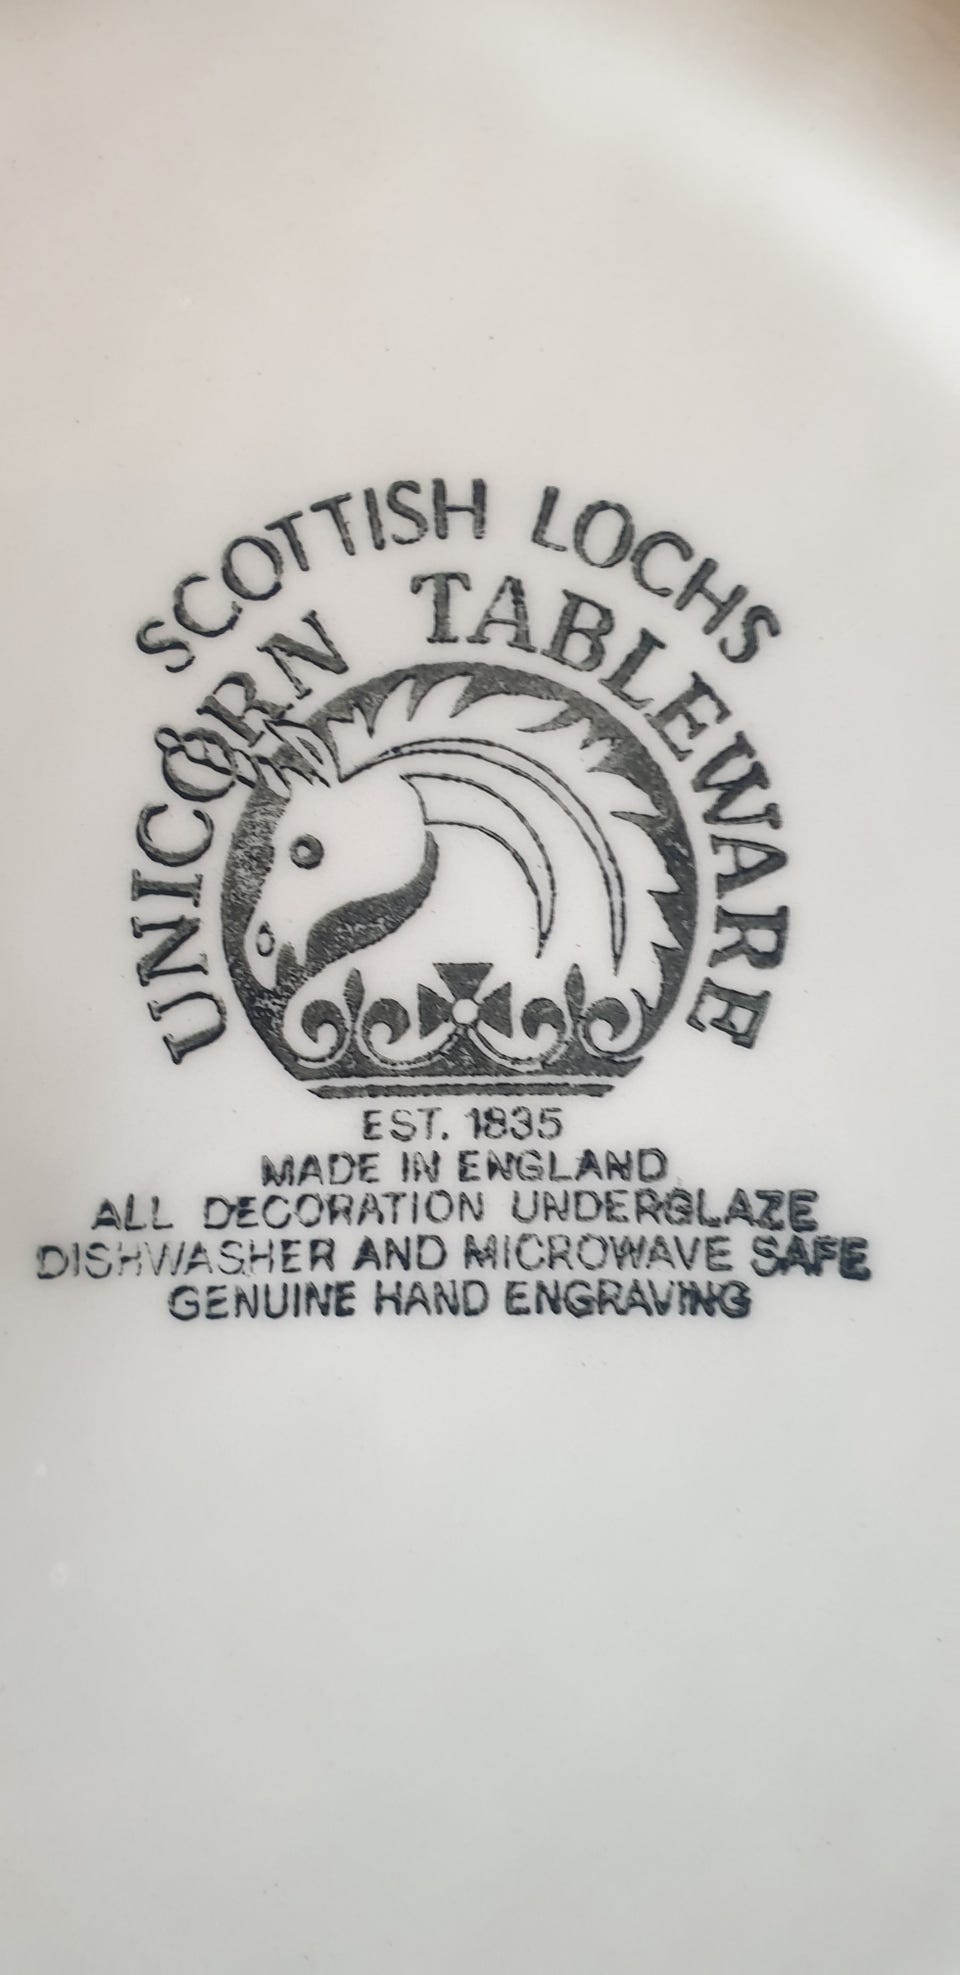 SCOTTISH LOCHS
UNICORN TABLEWARE
EST. 1835
MADE IN ENGLAND
ALL DECORATION UNDERGLAZE
DISHWASHER AND MICROWAVE SAFE
GENUINE HAND ENGRAVING